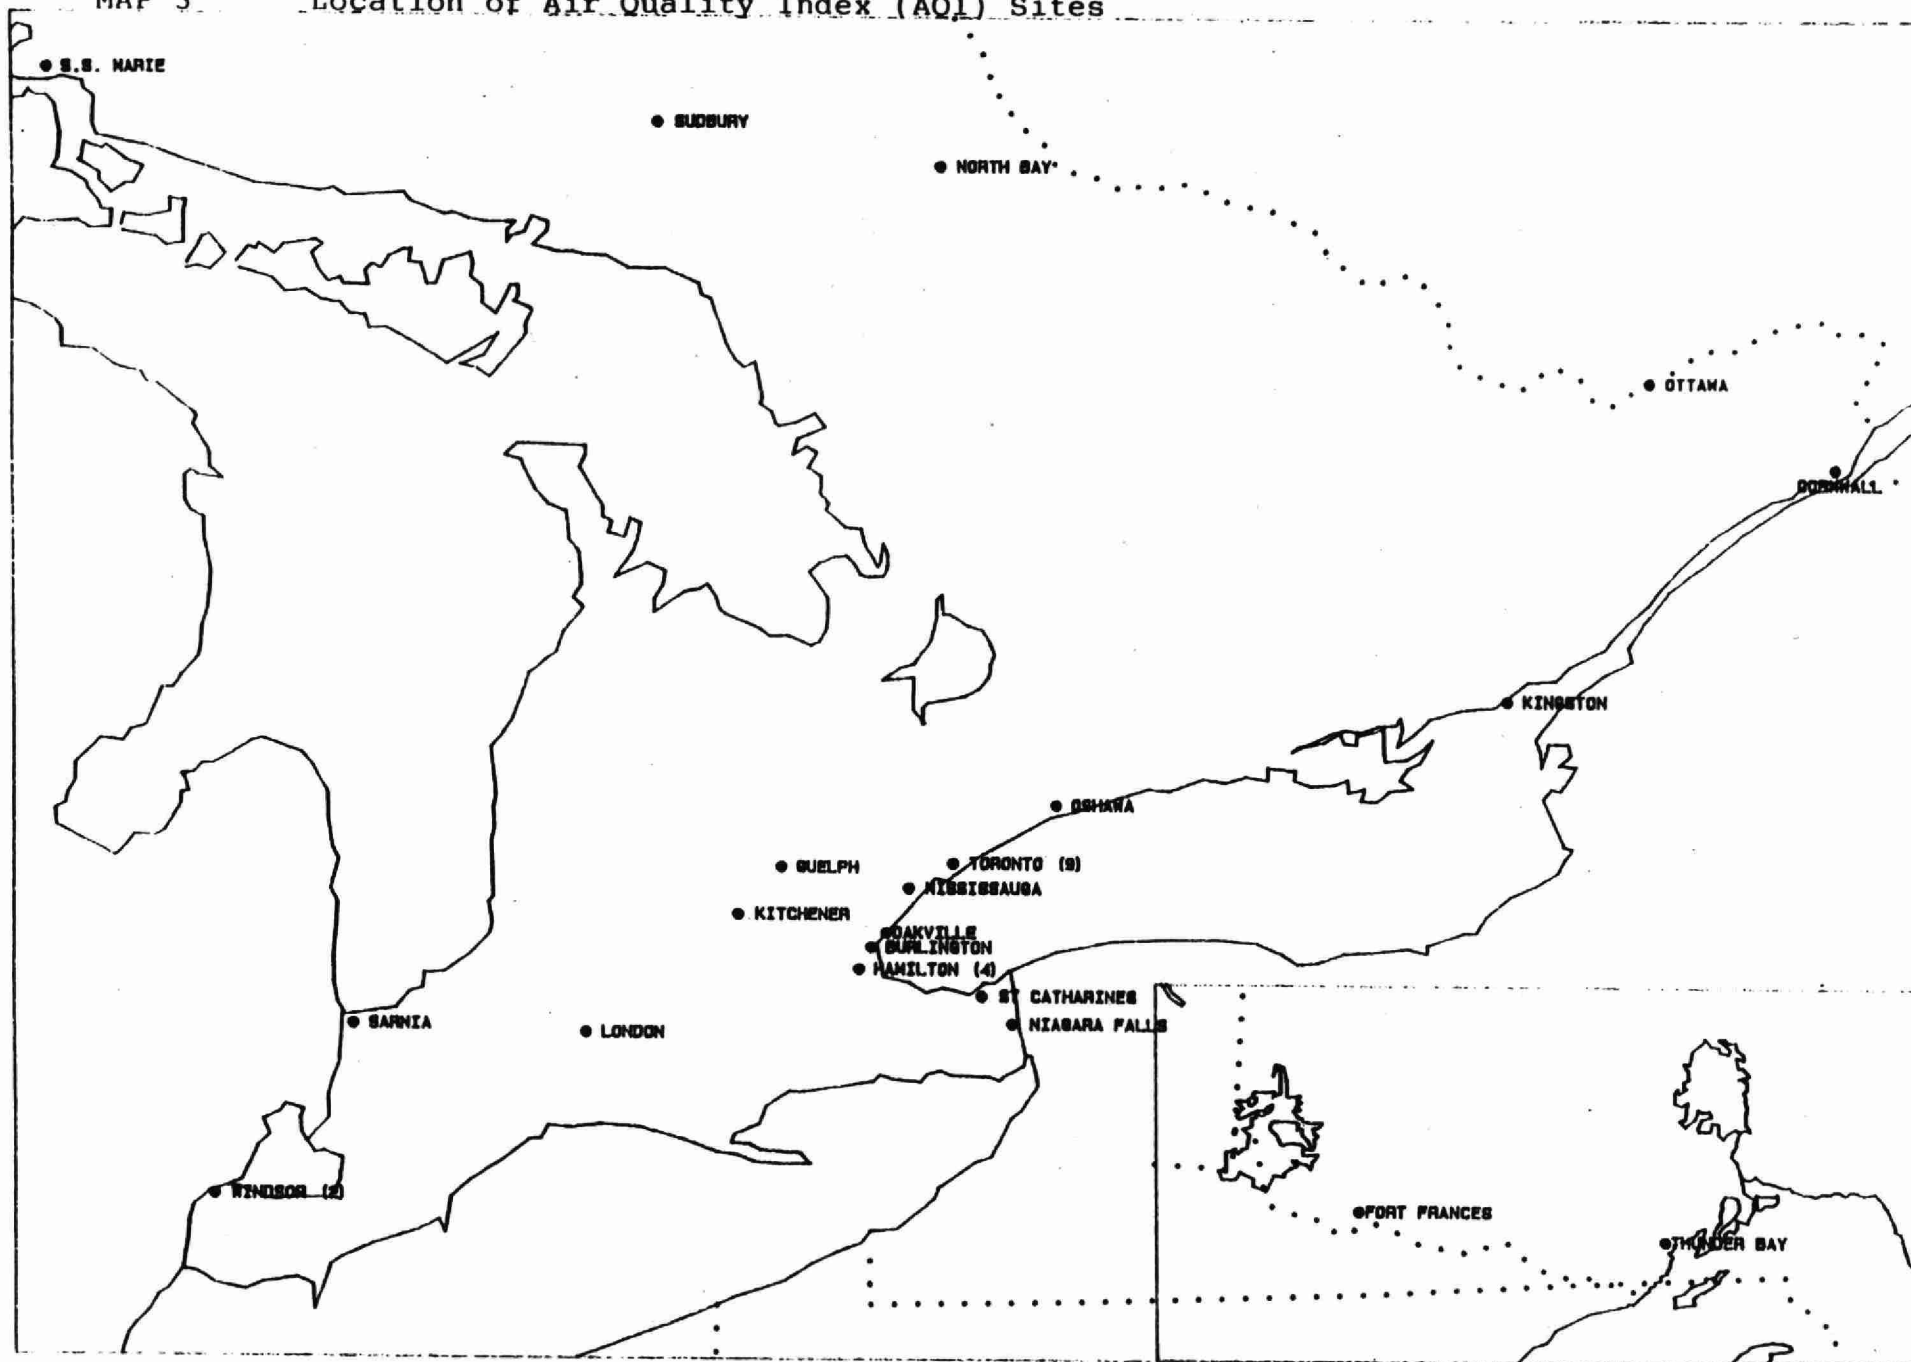 MAP 3 Location of Air Quality Index (AQI) Sites
S.S. MARIE
SUDBURY
NORTH BAY
OTTAWA
CORNWALL
KINGSTON
OSHAWA
GUELPH
TORONTO (9)
MISSISSAUGA
KITCHENER
OAKVILLE
BURLINGTON
HAMILTON (4)
ST CATHARINES
SARNIA
LONDON
NIAGARA FALLS
WINDSOR (2)
FORT FRANCES
THUNDER BAY